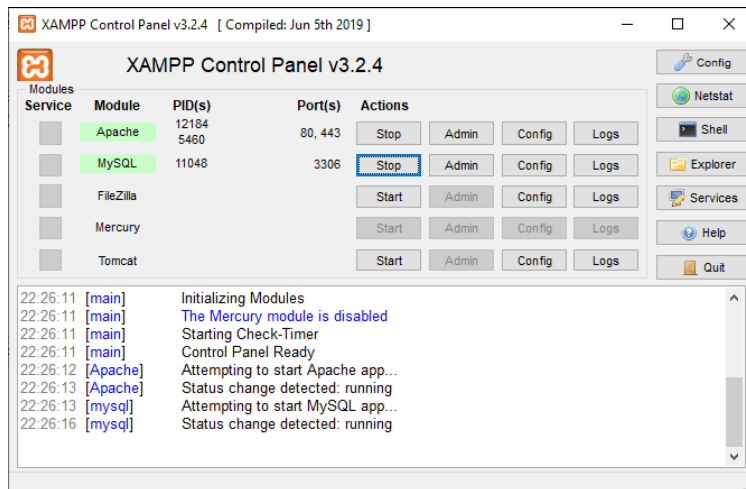 XAMPP Control Panel v3.2.4 [ Compiled: Jun 5th 2019 ]
XAMPP Control Panel v3.2.4
Config
Modules
Service Module PID(s) Port(s) Actions
Netstat
Apache 12184 5460 80, 443 Stop Admin Config Logs
Shell
MySQL 11048 3306 Stop Admin Config Logs
Explorer
FileZilla Start Admin Config Logs
Services
Mercury Start Admin Config Logs
Help
Tomcat Start Admin Config Logs
Quit
22:26:11 [main] Initializing Modules
22:26:11 [main] The Mercury module is disabled
22:26:11 [main] Starting Check-Timer
22:26:11 [main] Control Panel Ready
22:26:12 [Apache] Attempting to start Apache app...
22:26:13 [Apache] Status change detected: running
22:26:13 [mysql] Attempting to start MySQL app...
22:26:16 [mysql] Status change detected: running